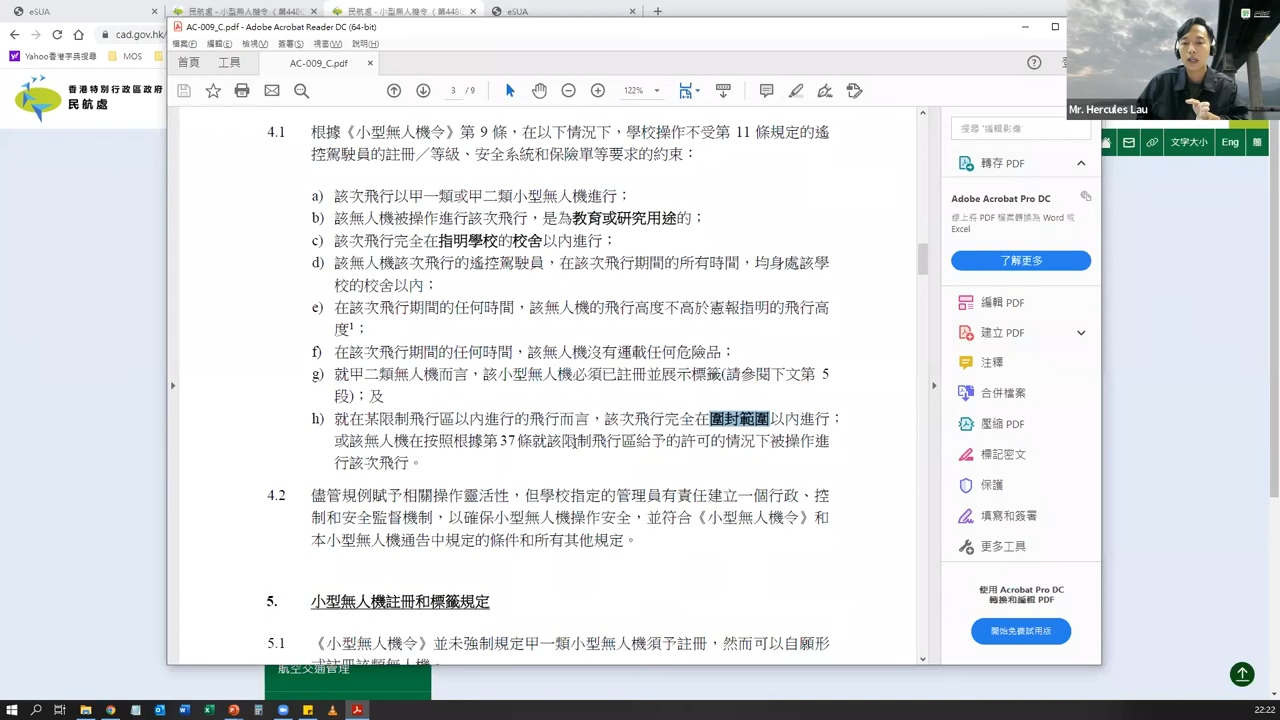 eSUA
民航處 - 小型無人機令（第448
民航處 - 小型無人機令（第448
eSUA
cad.gov.hk/
Yahoo香港字典搜尋
MOS
香港特別行政區政府
民航處
AC-009_C.pdf - Adobe Acrobat Reader DC (64-bit)
檔案(F) 編輯(E) 檢視(V) 簽署(S) 視窗(W) 說明(H)
首頁 工具 AC-009_C.pdf
3 / 9 122%
Mr. Hercules Lau
文字大小 Eng 簡
4.1 根據《小型無人機令》第 9 條，在以下情況下，學校操作不受第 11 條規定的遙
控駕駛員的註冊／等級、安全系統和保險單等要求的約束：
a) 該次飛行以甲一類或甲二類小型無人機進行；
b) 該無人機被操作進行該次飛行，是為教育或研究用途的；
c) 該次飛行完全在指明學校的校舍以內進行；
d) 該無人機該次飛行的遙控駕駛員，在該次飛行期間的所有時間，均身處該學
校的校舍以內；
e) 在該次飛行期間的任何時間，該無人機的飛行高度不高於憲報指明的飛行高
度1；
f) 在該次飛行期間的任何時間，該無人機沒有運載任何危險品；
g) 就甲二類無人機而言，該小型無人機必須已註冊並展示標籤(請參閱下文第 5
段)；及
h) 就在某限制飛行區以內進行的飛行而言，該次飛行完全在圍封範圍以內進行；
或該無人機在按照根據第 37 條就該限制飛行區給予的許可的情況下被操作進
行該次飛行。
4.2 儘管規例賦予相關操作靈活性，但學校指定的管理員有責任建立一個行政、控
制和安全監督機制，以確保小型無人機操作安全，並符合《小型無人機令》和
本小型無人機通告中規定的條件和所有其他規定。
5. 小型無人機註冊和標籤規定
5.1 《小型無人機令》並未強制規定甲一類小型無人機須予註冊，然而可以自願形
式註冊該類無人機。
搜尋 '編輯影像'
轉存 PDF
Adobe Acrobat Pro DC
線上將 PDF 檔案轉換為 Word 或
Excel
了解更多
編輯 PDF
建立 PDF
注釋
合併檔案
壓縮 PDF
標記密文
保護
填寫和簽署
更多工具
使用 Acrobat Pro DC
轉換和編輯 PDF
開始免費試用版
航空交通管理
22:22